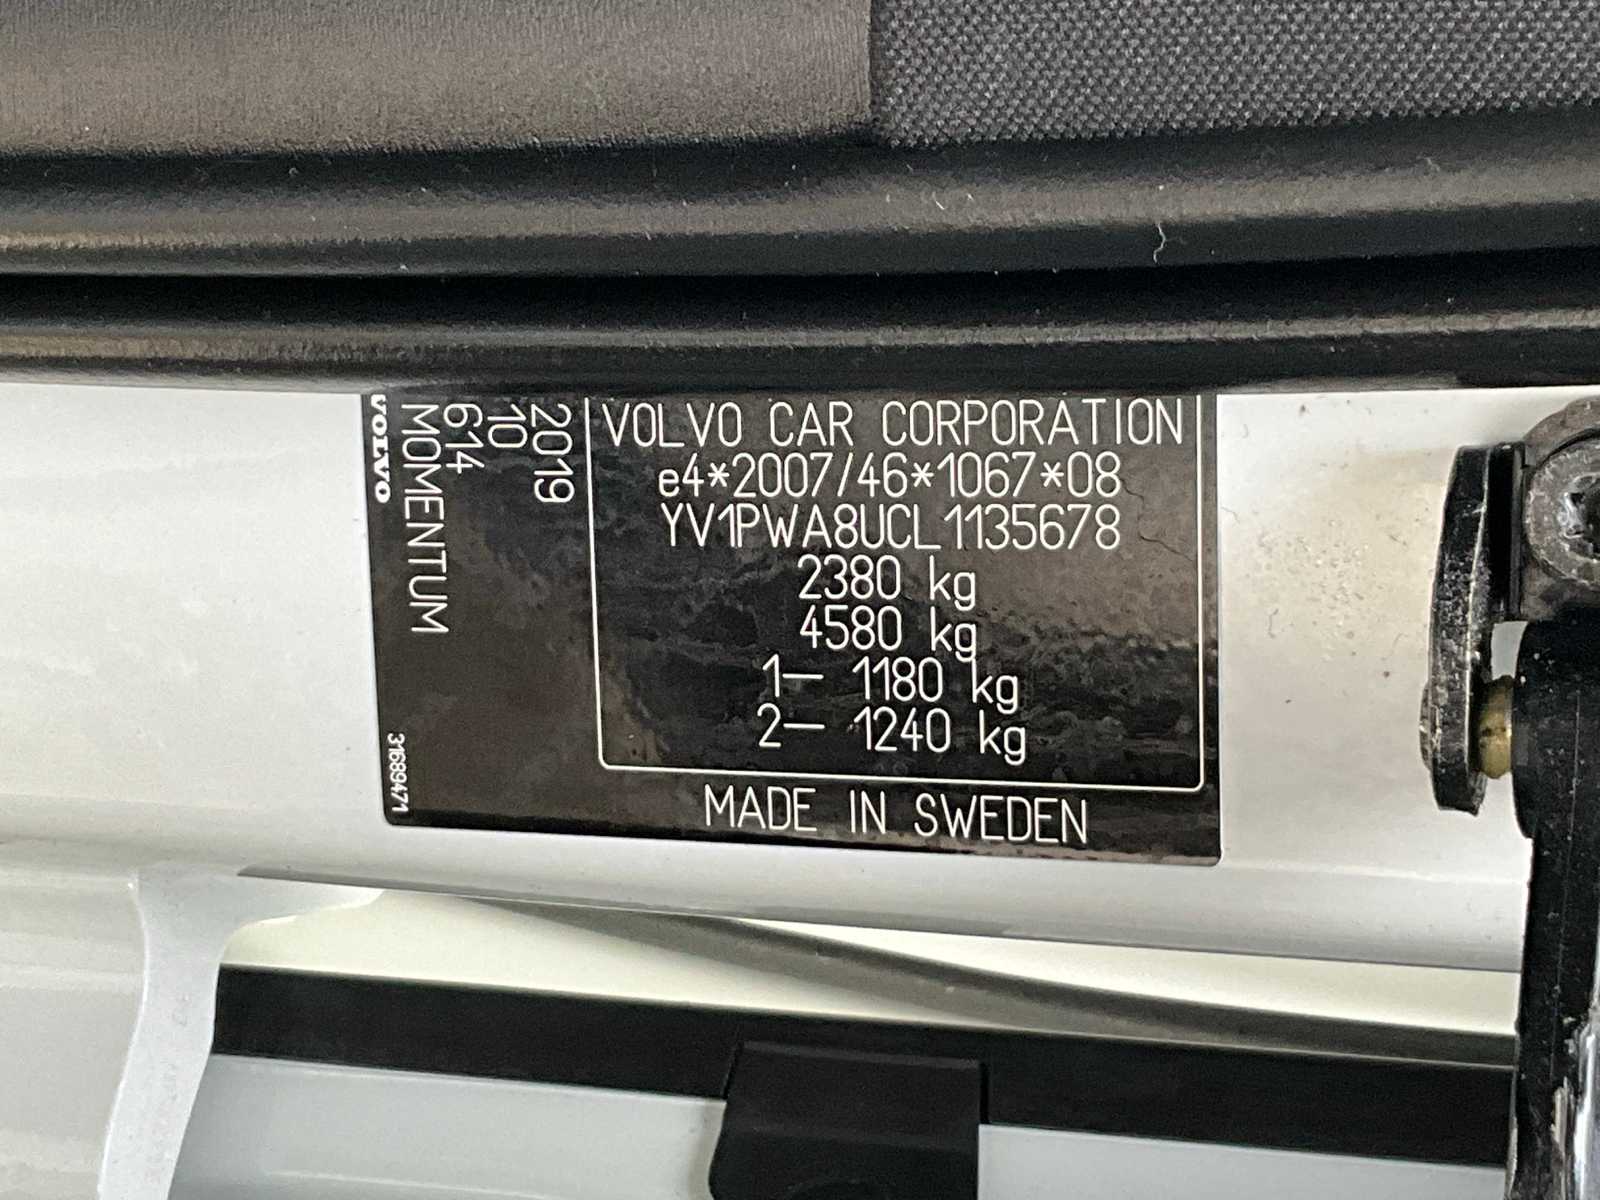 VOLVO CAR CORPORATION
e4*2007/46*1067*08
YV1PWA8UCL1135678
2380 kg
4580 kg
1— 1180 kg
2— 1240 kg
MADE IN SWEDEN
2019
10
614
MOMENTUM
VOLVO
31689471